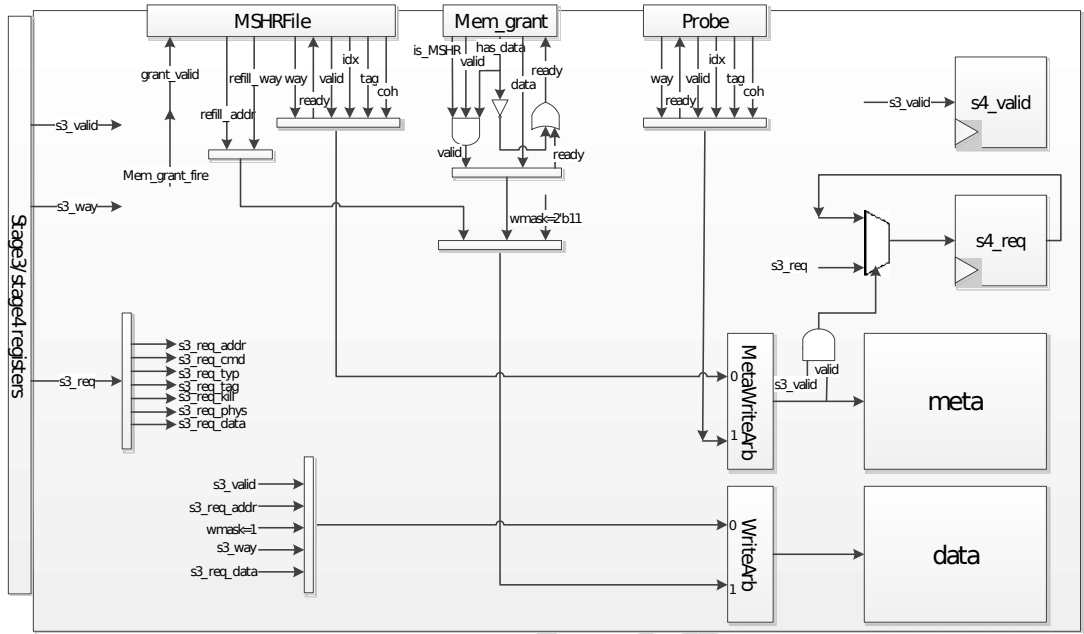 MSHRFile
Mem_grant
Probe
is_MSHR
has_data
valid
grant_valid
refill_way
way
valid
idx
tag
coh
ready
refill_addr
data
ready
way
ready
valid
idx
tag
coh
s3_valid
s4_valid
s3_valid
valid
ready
Mem_grant_fire
s3_way
wmask=2'b11
s4_req
s3_req
Stage3/stage4 registers
s3_req
s3_req_addr
s3_req_cmd
s3_req_typ
s3_req_tag
s3_req_kill
s3_req_phys
s3_req_data
MetaWriteArb
0
1
s3_valid
valid
meta
s3_valid
s3_req_addr
wmask=1
s3_way
s3_req_data
WriteArb
0
1
data